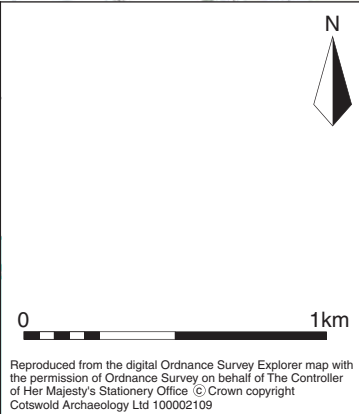 N
0 1km
Reproduced from the digital Ordnance Survey Explorer map with
the permission of Ordnance Survey on behalf of The Controller
of Her Majesty's Stationery Office © Crown copyright
Cotswold Archaeology Ltd 100002109